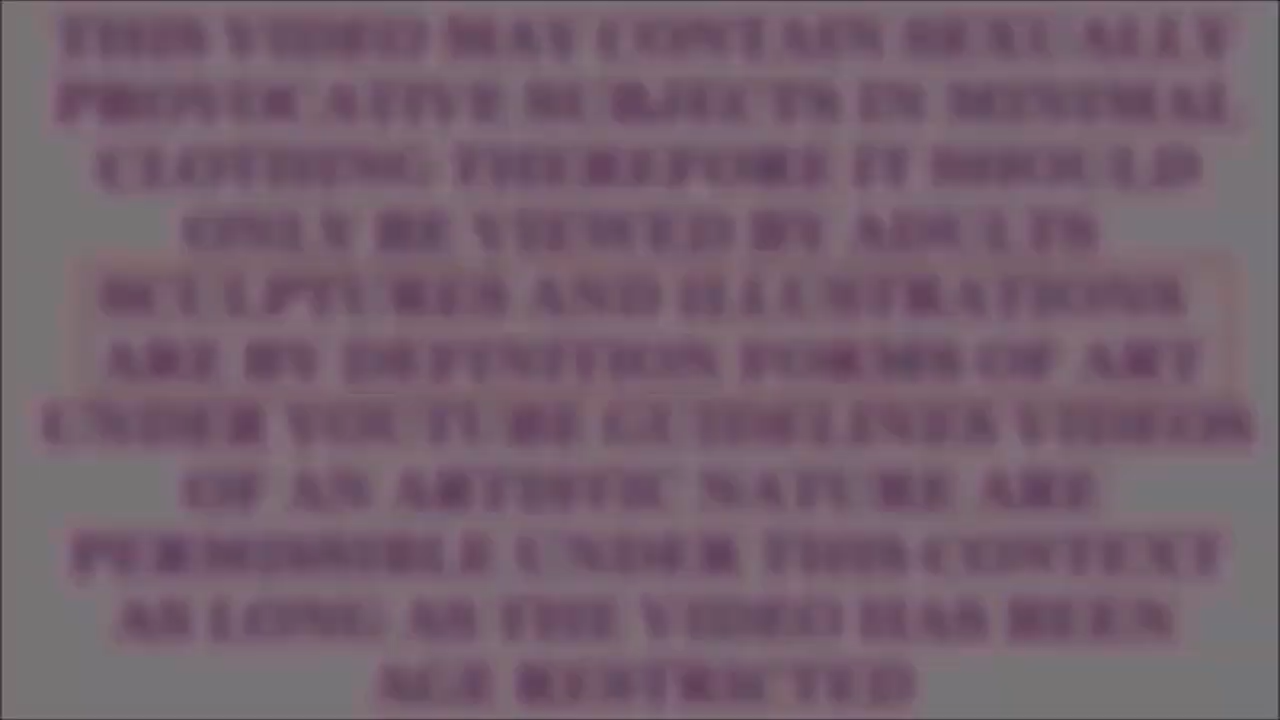 THIS VIDEO MAY CONTAIN SEXUALLY
PROVOCATIVE SUBJECTS IN MINIMAL
CLOTHING THEREFORE IT SHOULD
ONLY BE VIEWED BY ADULTS
SCULPTURES AND ILLUSTRATIONS
ARE BY DEFINITION FORMS OF ART
UNDER YOUTUBE GUIDELINES VIDEOS
OF AN ARTISTIC NATURE ARE
PERMISSIBLE UNDER THIS CONTEXT
AS LONG AS THE VIDEO HAS BEEN
AGE RESTRICTED